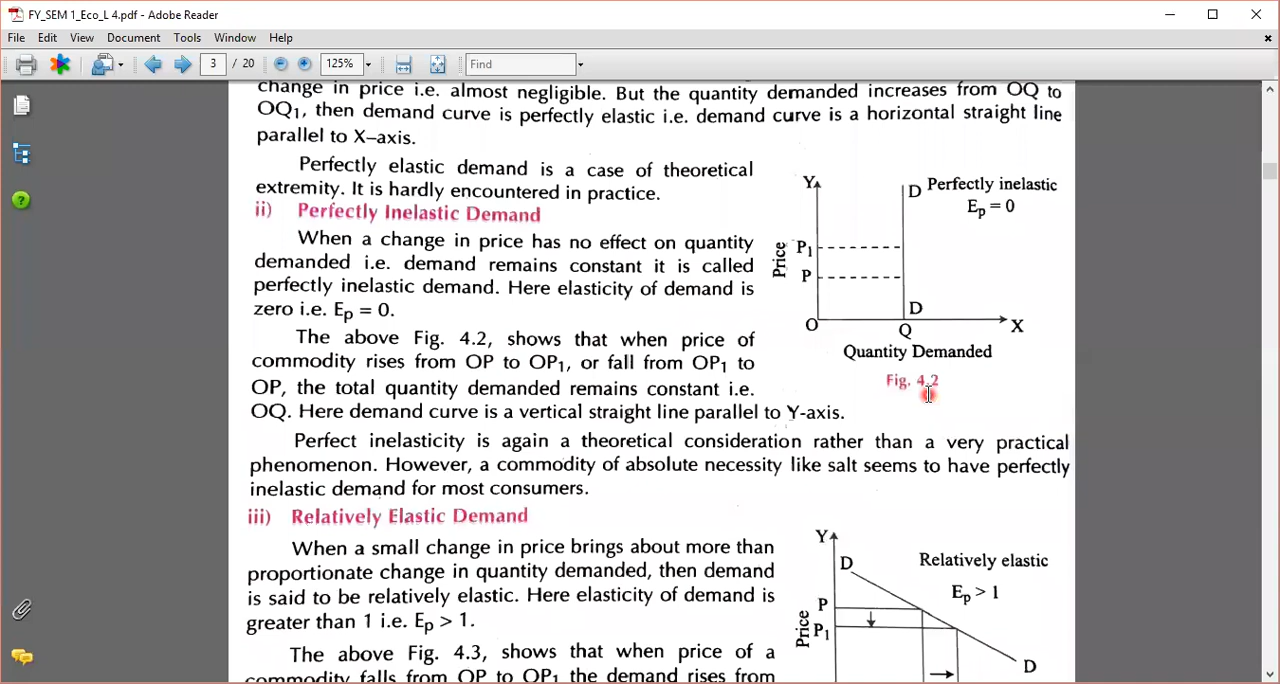 FY_SEM 1_Eco_L 4.pdf - Adobe Reader
File Edit View Document Tools Window Help
3 / 20 125% Find
change in price i.e. almost negligible. But the quantity demanded increases from OQ to
OQ1, then demand curve is perfectly elastic i.e. demand curve is a horizontal straight line
parallel to X–axis.
Perfectly elastic demand is a case of theoretical
extremity. It is hardly encountered in practice.
ii) Perfectly Inelastic Demand
When a change in price has no effect on quantity
demanded i.e. demand remains constant it is called
perfectly inelastic demand. Here elasticity of demand is
zero i.e. Ep = 0.
The above Fig. 4.2, shows that when price of
commodity rises from OP to OP1, or fall from OP1 to
OP, the total quantity demanded remains constant i.e.
OQ. Here demand curve is a vertical straight line parallel to Y-axis.
Y
D Perfectly inelastic
Ep = 0
Price
P1
P
D
O Q X
Quantity Demanded
Fig. 4.2
Perfect inelasticity is again a theoretical consideration rather than a very practical
phenomenon. However, a commodity of absolute necessity like salt seems to have perfectly
inelastic demand for most consumers.
iii) Relatively Elastic Demand
When a small change in price brings about more than
proportionate change in quantity demanded, then demand
is said to be relatively elastic. Here elasticity of demand is
greater than 1 i.e. Ep > 1.
The above Fig. 4.3, shows that when price of a
commodity falls from OP to OP1 the demand rises from
Y
D Relatively elastic
Ep > 1
P
Price
P1
D